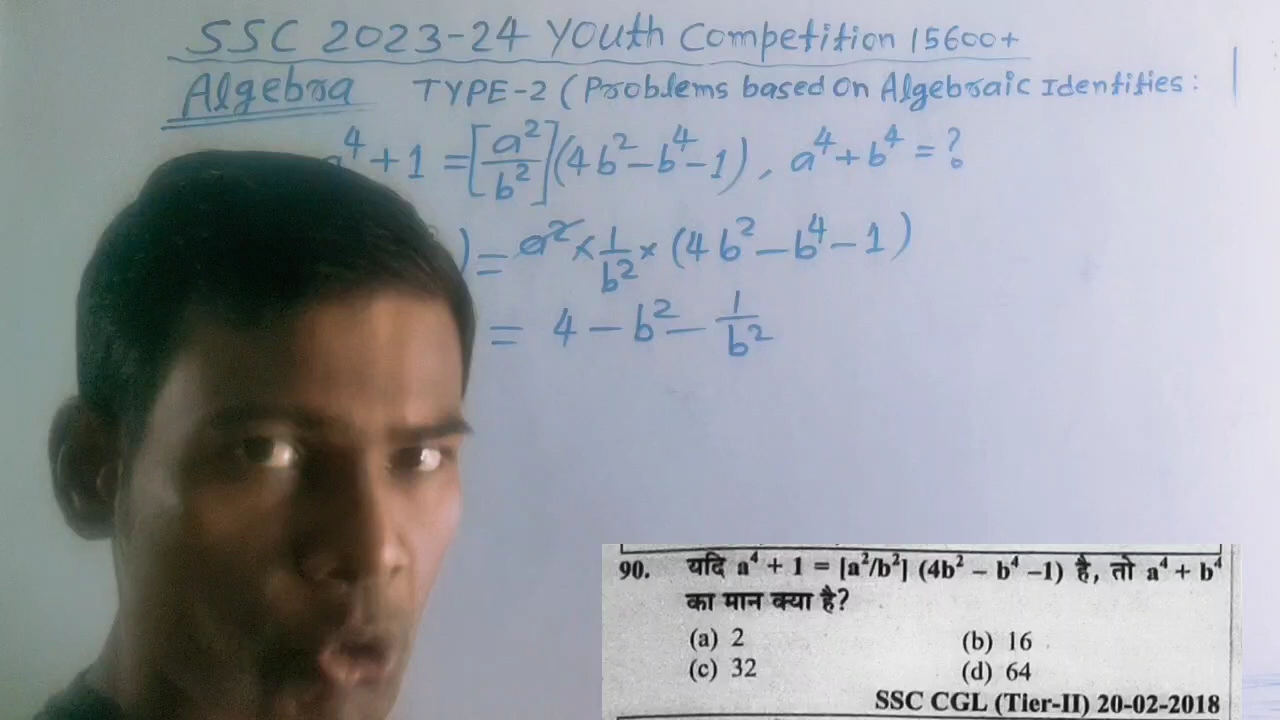 SSC 2023-24 Youth Competition 15600+
Algebra TYPE-2 (Problems based on Algebraic Identities:
a⁴ + 1 = [a²/b²] (4b² - b⁴ - 1), a⁴ + b⁴ = ?
) = a² × 1/b² × (4b² - b⁴ - 1)
= 4 - b² - 1/b²
90. यदि a⁴ + 1 = [a²/b²] (4b² – b⁴ –1) है, तो a⁴ + b⁴
का मान क्या है?
(a) 2 (b) 16
(c) 32 (d) 64
SSC CGL (Tier-II) 20-02-2018